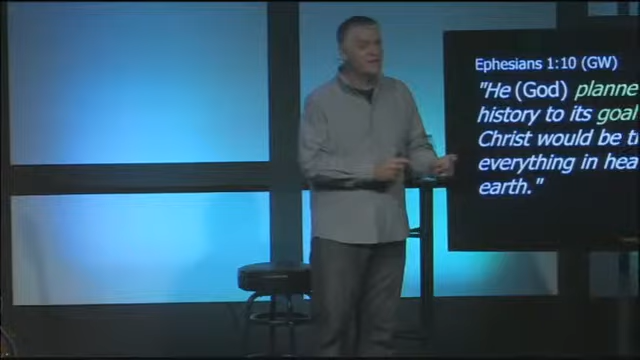 Ephesians 1:10 (GW)
"He (God) planne
history to its goal
Christ would be t
everything in hea
earth."